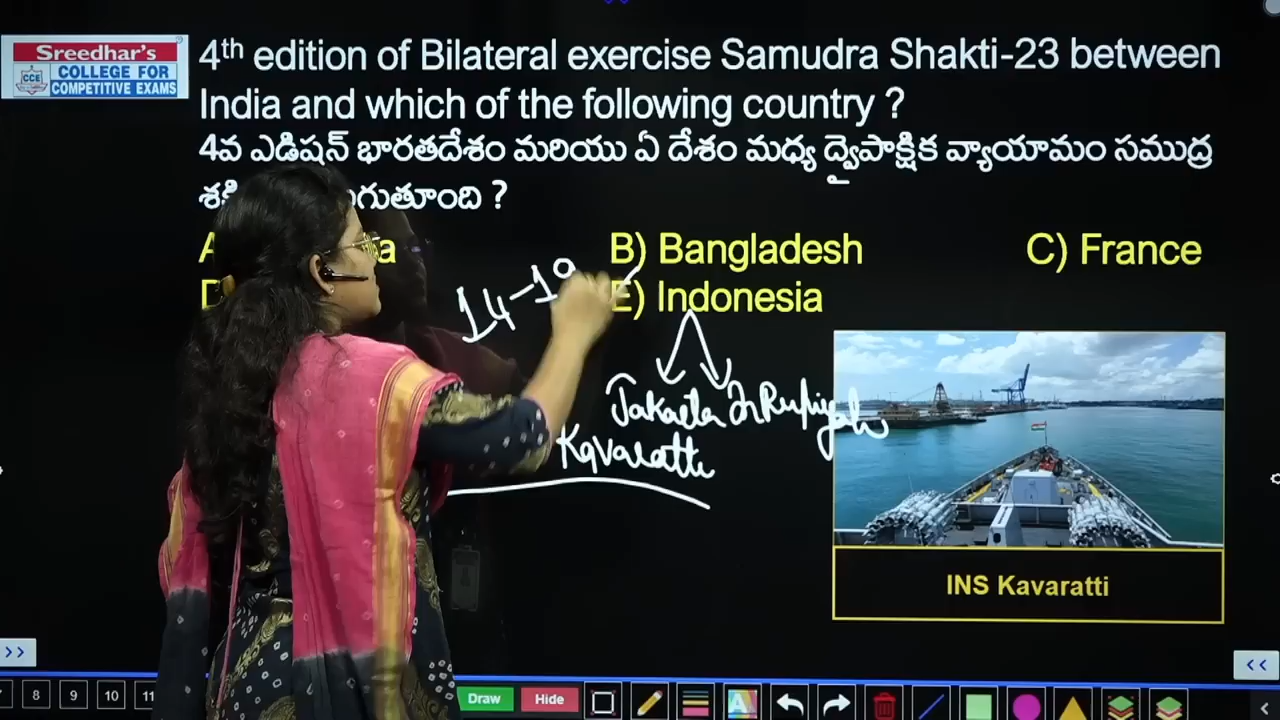 Sreedhar's
CCE
COLLEGE FOR
COMPETITIVE EXAMS
4th edition of Bilateral exercise Samudra Shakti-23 between
India and which of the following country ?
4వ ఎడిషన్ భారతదేశం మరియు ఏ దేశం మధ్య ద్వైపాక్షిక వ్యాయామం సముద్ర
?
B) Bangladesh C) France
E) Indonesia
14-19
Jakarta In Rupiyah
Kavaratti
INS Kavaratti
>>
<<
8 9 10 11
Draw Hide